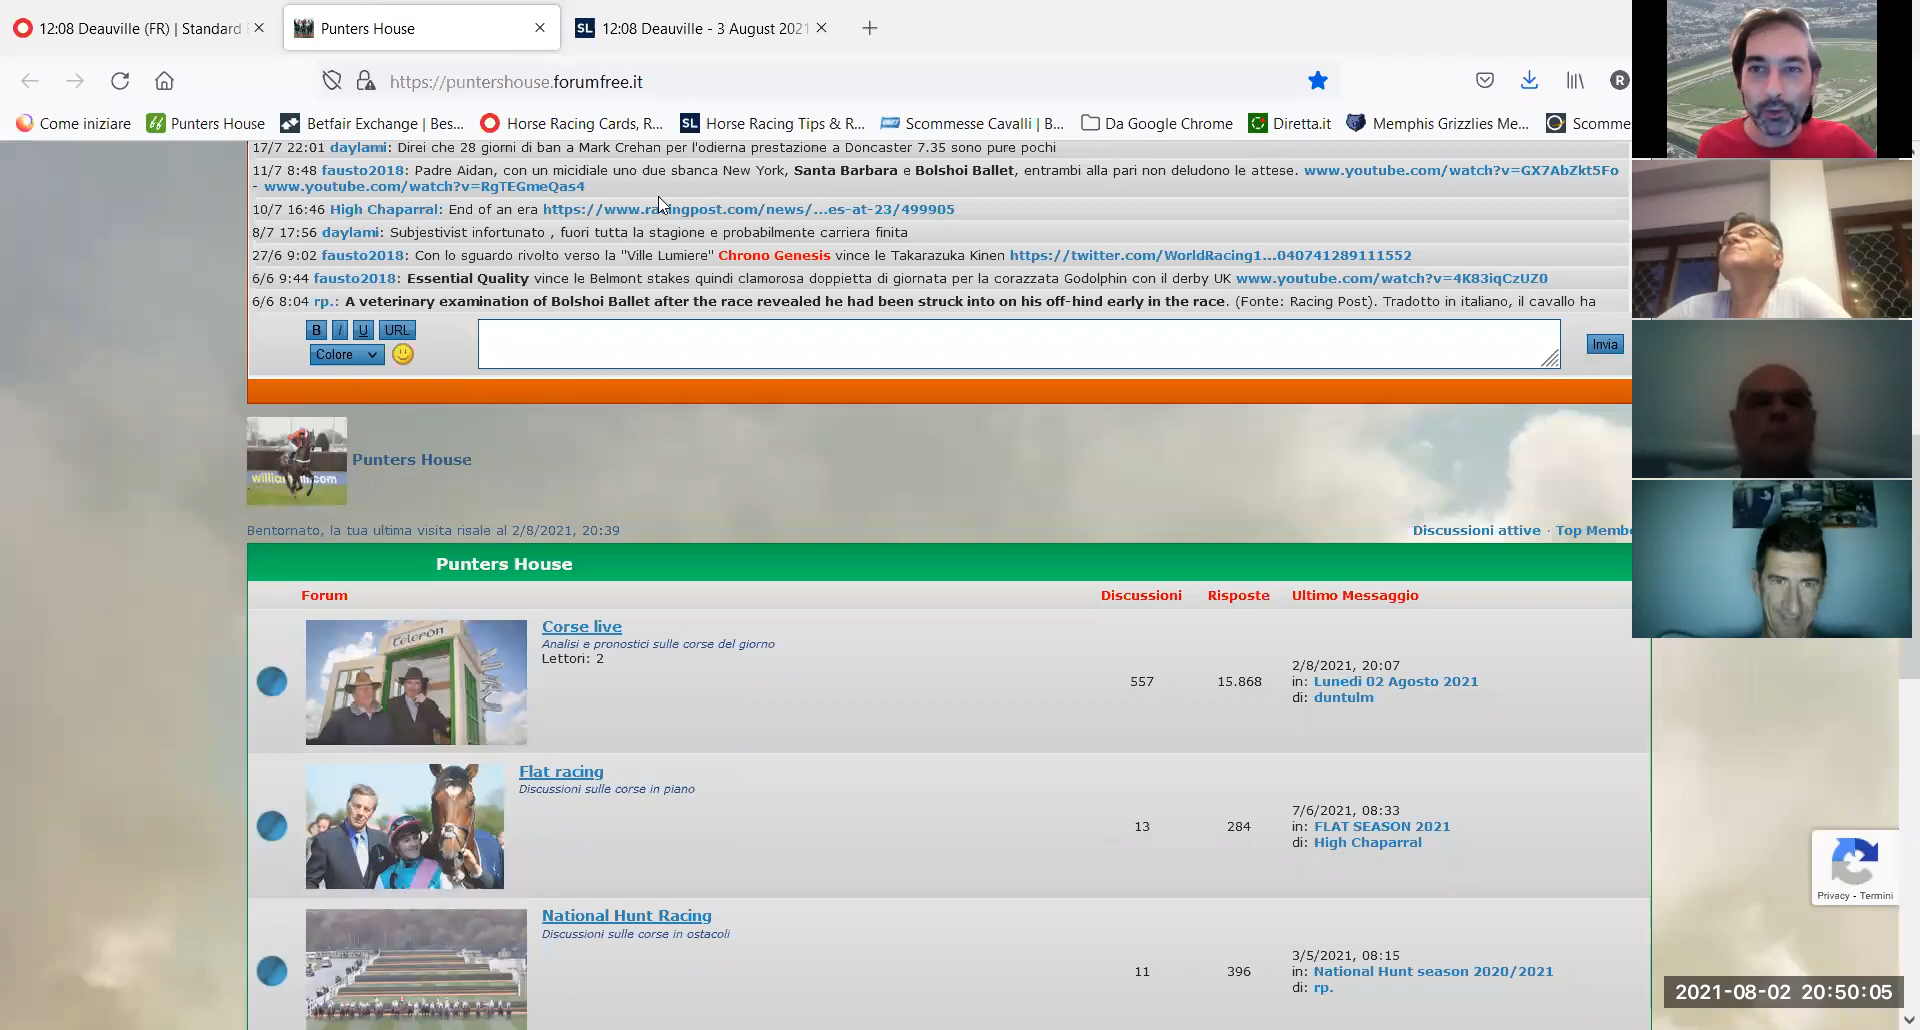 12:08 Deauville (FR) | Standard
Punters House
12:08 Deauville - 3 August 2021
https://puntershouse.forumfree.it
Come iniziare
Punters House
Betfair Exchange | Bes...
Horse Racing Cards, R...
Horse Racing Tips & R...
Scommesse Cavalli | B...
Da Google Chrome
Diretta.it
Memphis Grizzlies Me...
Scomme
17/7 22:01 daylami: Direi che 28 giorni di ban a Mark Crehan per l'odierna prestazione a Doncaster 7.35 sono pure pochi
11/7 8:48 fausto2018: Padre Aidan, con un micidiale uno due sbanca New York, Santa Barbara e Bolshoi Ballet, entrambi alla pari non deludono le attese. www.youtube.com/watch?v=GX7AbZkt5Fo
- www.youtube.com/watch?v=RgTEGmeQas4
10/7 16:46 High Chaparral: End of an era https://www.racingpost.com/news/...es-at-23/499905
8/7 17:56 daylami: Subjestivist infortunato , fuori tutta la stagione e probabilmente carriera finita
27/6 9:02 fausto2018: Con lo sguardo rivolto verso la "Ville Lumiere" Chrono Genesis vince le Takarazuka Kinen https://twitter.com/WorldRacing1...040741289111552
6/6 9:44 fausto2018: Essential Quality vince le Belmont stakes quindi clamorosa doppietta di giornata per la corazzata Godolphin con il derby UK www.youtube.com/watch?v=4K83iqCzUZ0
6/6 8:04 rp.: A veterinary examination of Bolshoi Ballet after the race revealed he had been struck into on his off-hind early in the race. (Fonte: Racing Post). Tradotto in italiano, il cavallo ha
B I U URL
Colore
Invia
Punters House
Bentornato, la tua ultima visita risale al 2/8/2021, 20:39
Discussioni attive · Top Membe
Punters House
Forum Discussioni Risposte Ultimo Messaggio
Corse live
Analisi e pronostici sulle corse del giorno
Lettori: 2
557
15.868
2/8/2021, 20:07
in: Lunedì 02 Agosto 2021
di: duntulm
Flat racing
Discussioni sulle corse in piano
13
284
7/6/2021, 08:33
in: FLAT SEASON 2021
di: High Chaparral
National Hunt Racing
Discussioni sulle corse in ostacoli
11
396
3/5/2021, 08:15
in: National Hunt season 2020/2021
di: rp.
Privacy - Termini
2021-08-02 20:50:05